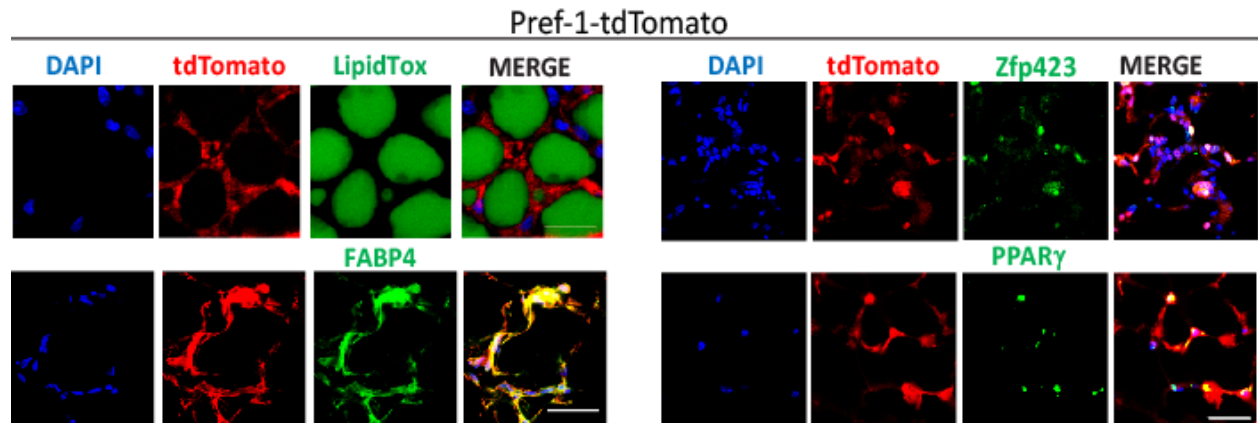 Pref-1-tdTomato
DAPI tdTomato LipidTox MERGE
DAPI tdTomato Zfp423 MERGE
FABP4
PPARγ